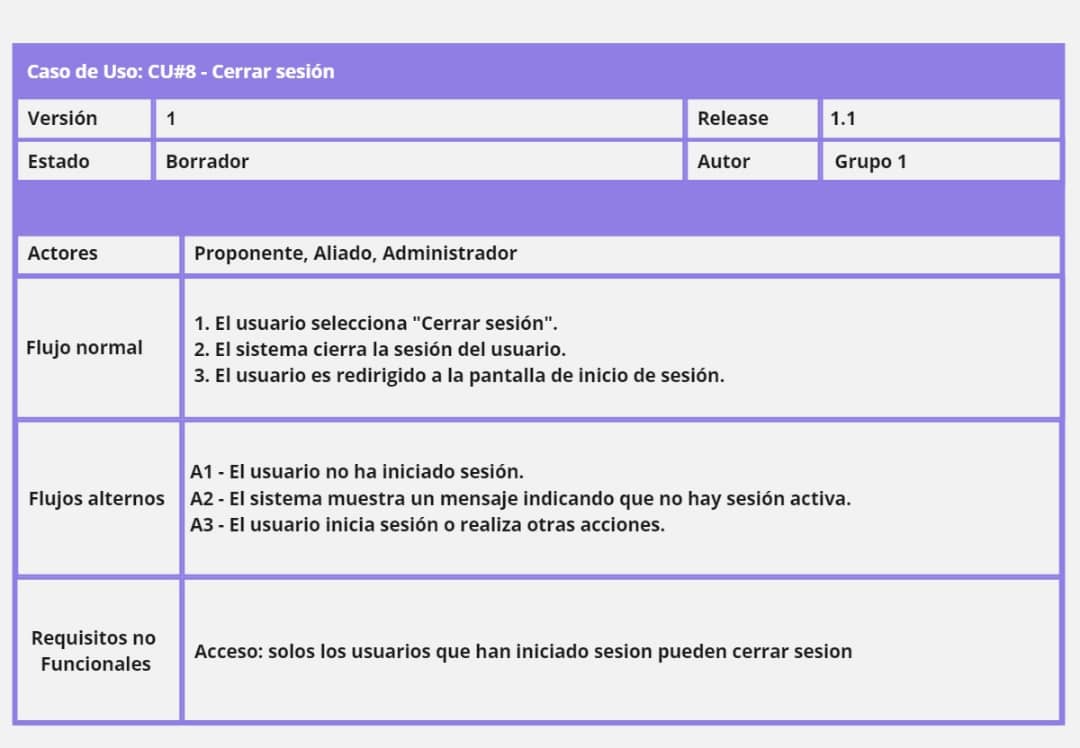 Caso de Uso: CU#8 - Cerrar sesión
Versión 1 Release 1.1
Estado Borrador Autor Grupo 1
Actores Proponente, Aliado, Administrador
Flujo normal
1. El usuario selecciona "Cerrar sesión".
2. El sistema cierra la sesión del usuario.
3. El usuario es redirigido a la pantalla de inicio de sesión.
Flujos alternos
A1 - El usuario no ha iniciado sesión.
A2 - El sistema muestra un mensaje indicando que no hay sesión activa.
A3 - El usuario inicia sesión o realiza otras acciones.
Requisitos no
Funcionales
Acceso: solos los usuarios que han iniciado sesion pueden cerrar sesion